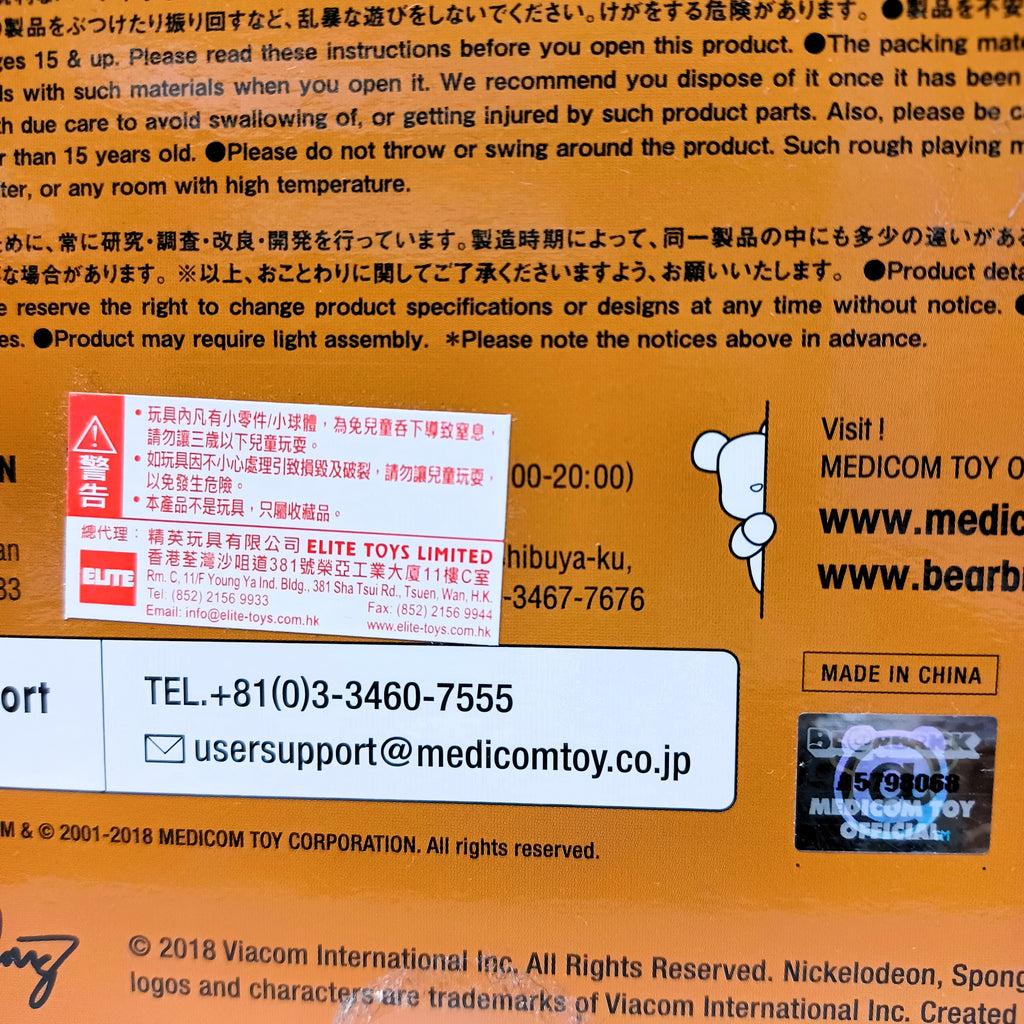 製品をぶつけたり振り回すなど、乱暴な遊びをしないでください。けがをする危険があります。 ●製品を不安
ges 15 & up. Please read these instructions before you open this product. ●The packing mate
ds with such materials when you open it. We recommend you dispose of it once it has been
th due care to avoid swallowing of, or getting injured by such product parts. Also, please be c
r than 15 years old. ●Please do not throw or swing around the product. Such rough playing m
ter, or any room with high temperature.
ために、常に研究・調査・改良・開発を行っています。製造時期によって、同一製品の中にも多少の違いがある
な場合があります。 ※以上、おことわりに関してご了承くださいますよう、お願いいたします。 ●Product deta
e reserve the right to change product specifications or designs at any time without notice. ●
es. ●Product may require light assembly. *Please note the notices above in advance.
警告
• 玩具內凡有小零件/小球體，為免兒童吞下導致窒息，
請勿讓三歲以下兒童玩耍。
• 如玩具因不小心處理引致損毀及破裂，請勿讓兒童玩耍，
以免發生危險。
• 本產品不是玩具，只屬收藏品。
總代理：精英玩具有限公司 ELITE TOYS LIMITED
ELITE
香港荃灣沙咀道381號榮亞工業大廈11樓C室
Rm. C, 11/F Young Ya Ind. Bldg., 381 Sha Tsui Rd., Tsuen, Wan, H.K.
Tel: (852) 2156 9933 Fax: (852) 2156 9944
Email: info@elite-toys.com.hk www.elite-toys.com.hk
N
00-20:00)
an
hibuya-ku,
33
-3467-7676
Visit !
MEDICOM TOY O
www.medic
www.bearb
ort
TEL.+81(0)3-3460-7555
usersupport@medicomtoy.co.jp
MADE IN CHINA
BE@RBRICK
A5798068
MEDICOM TOY
OFFICIAL
M & © 2001-2018 MEDICOM TOY CORPORATION. All rights reserved.
© 2018 Viacom International Inc. All Rights Reserved. Nickelodeon, Spong
logos and characters are trademarks of Viacom International Inc. Created